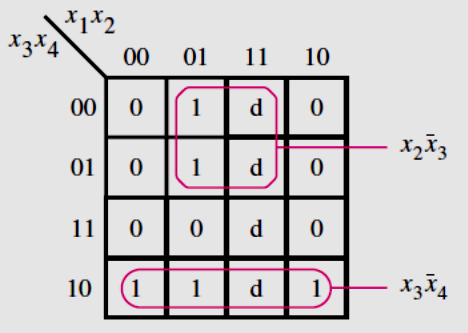 x₁x₂
x₃x₄
00 01 11 10
00 0 1 d 0
01 0 1 d 0
x₂x̄₃
11 0 0 d 0
10 1 1 d 1
x₃x̄₄